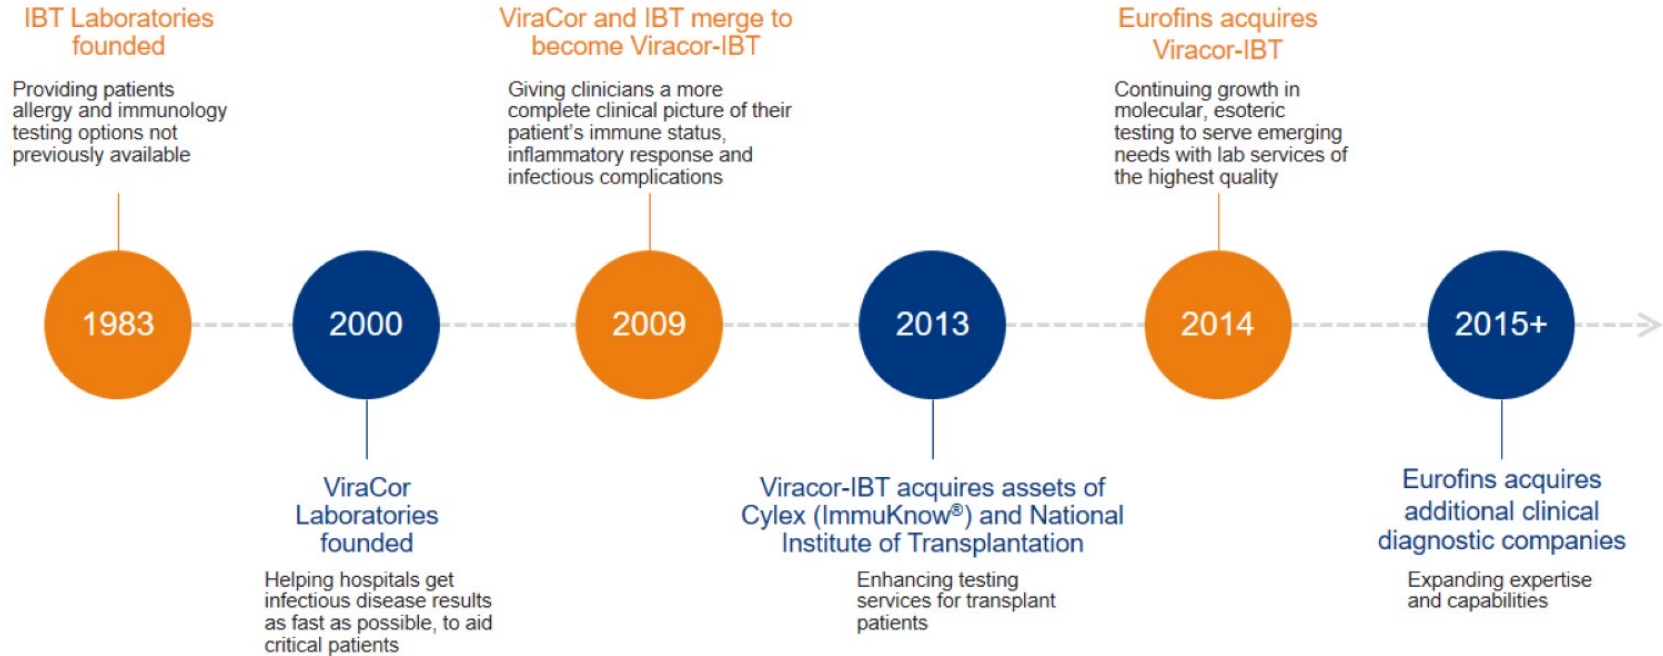 IBT Laboratories
founded
Providing patients
allergy and immunology
testing options not
previously available
ViraCor and IBT merge to
become Viracor-IBT
Giving clinicians a more
complete clinical picture of their
patient's immune status,
inflammatory response and
infectious complications
Eurofins acquires
Viracor-IBT
Continuing growth in
molecular, esoteric
testing to serve emerging
needs with lab services of
the highest quality
1983
2000
2009
2013
2014
2015+
ViraCor
Laboratories
founded
Helping hospitals get
infectious disease results
as fast as possible, to aid
critical patients
Viracor-IBT acquires assets of
Cylex (ImmuKnow®) and National
Institute of Transplantation
Enhancing testing
services for transplant
patients
Eurofins acquires
additional clinical
diagnostic companies
Expanding expertise
and capabilities